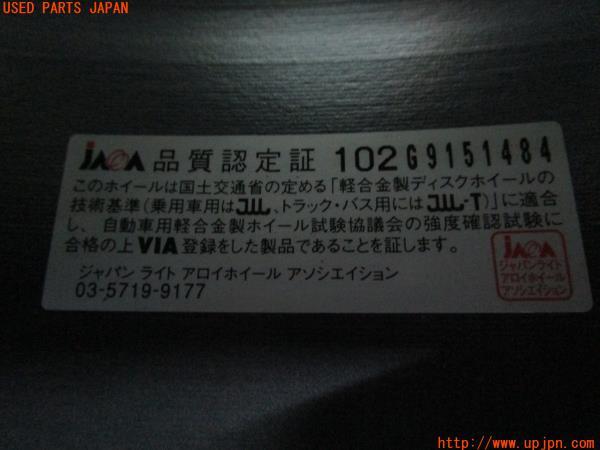 USED PARTS JAPAN
JAWA 品質認定証 102 G9151484
このホイールは国土交通省の定める「軽合金製ディスクホイールの
技術基準(乗用車用はJWL、トラック・バス用にはJWL-T)」に適合
し、自動車用軽合金製ホイール試験協議会の強度確認試験に
合格の上VIA登録をした製品であることを証します。
ジャパン ライト アロイホイール アソシエイション
03-5719-9177
JAWA
ジャパンライト
アロイホイール
アソシエイション
http://www.upjpn.com/